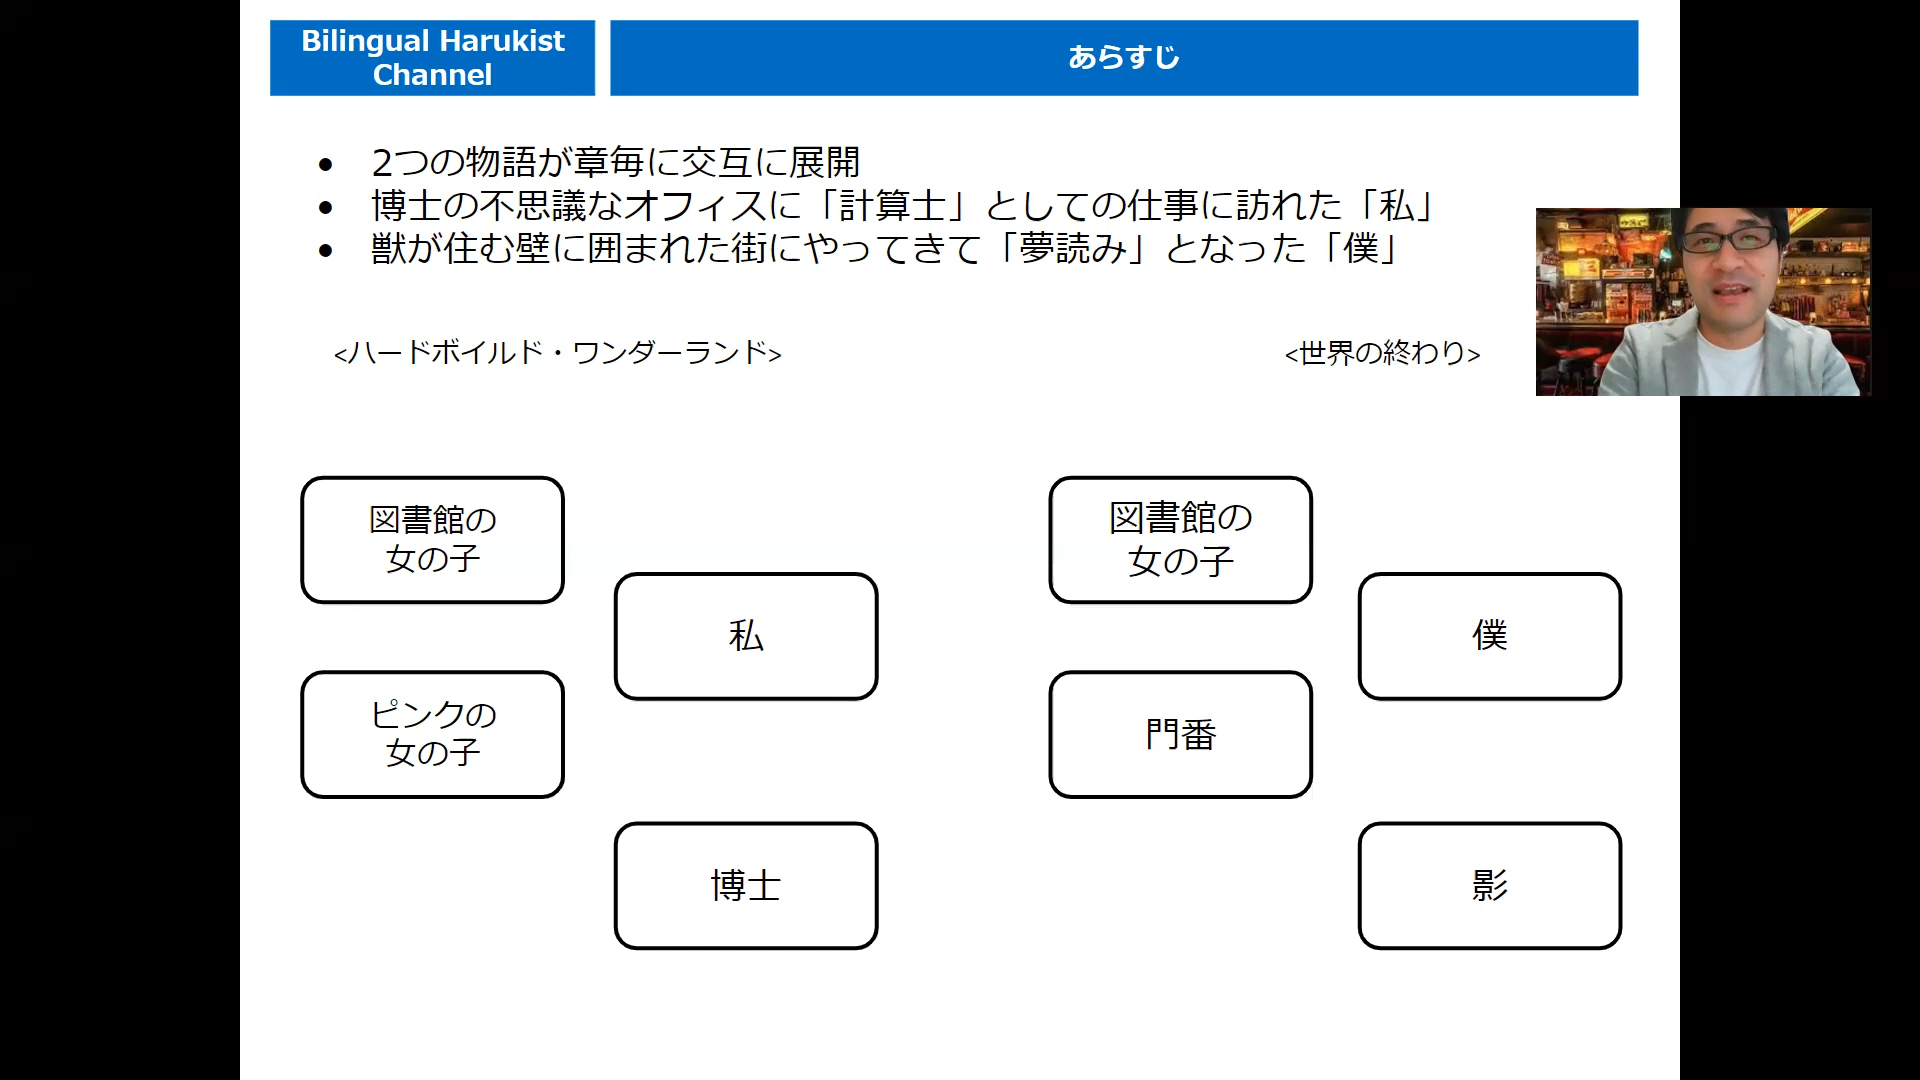 Bilingual Harukist
Channel
あらすじ
• 2つの物語が章毎に交互に展開
• 博士の不思議なオフィスに「計算士」としての仕事に訪れた「私」
• 獣が住む壁に囲まれた街にやってきて「夢読み」となった「僕」
<ハードボイルド・ワンダーランド>
<世界の終わり>
図書館の
女の子
私
ピンクの
女の子
博士
図書館の
女の子
僕
門番
影